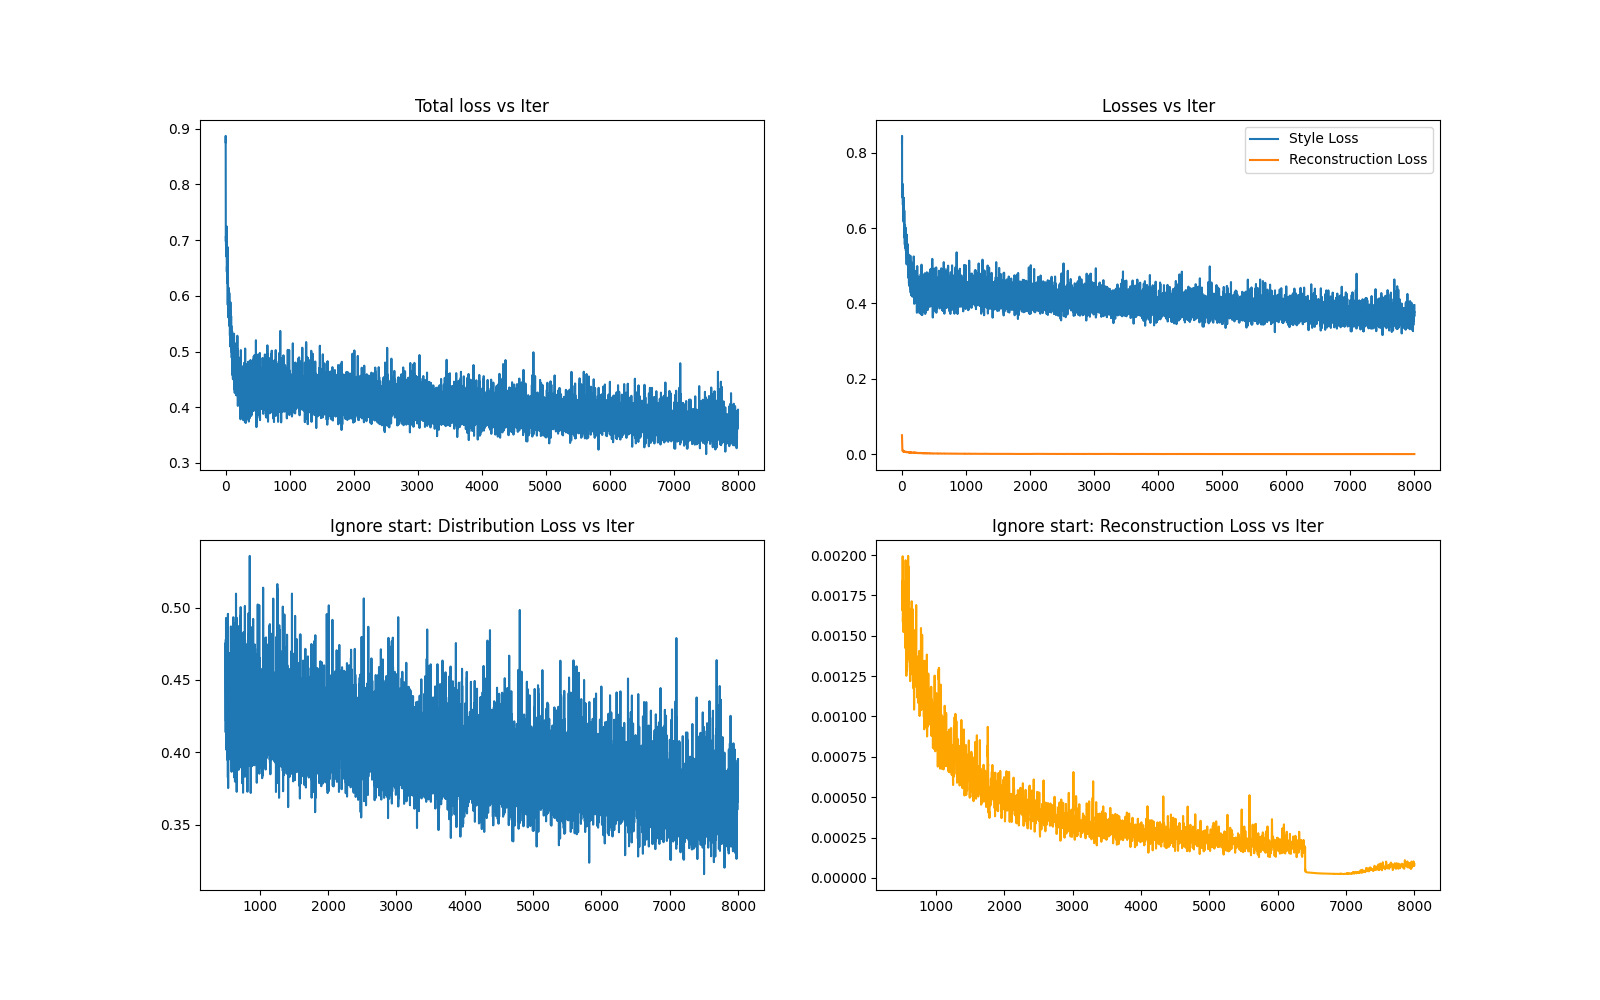 Total loss vs Iter
0.9
0.8
0.7
0.6
0.5
0.4
0.3
0 1000 2000 3000 4000 5000 6000 7000 8000
Losses vs Iter
Style Loss
Reconstruction Loss
0.8
0.6
0.4
0.2
0.0
0 1000 2000 3000 4000 5000 6000 7000 8000
Ignore start: Distribution Loss vs Iter
0.50
0.45
0.40
0.35
1000 2000 3000 4000 5000 6000 7000 8000
Ignore start: Reconstruction Loss vs Iter
0.00200
0.00175
0.00150
0.00125
0.00100
0.00075
0.00050
0.00025
0.00000
1000 2000 3000 4000 5000 6000 7000 8000